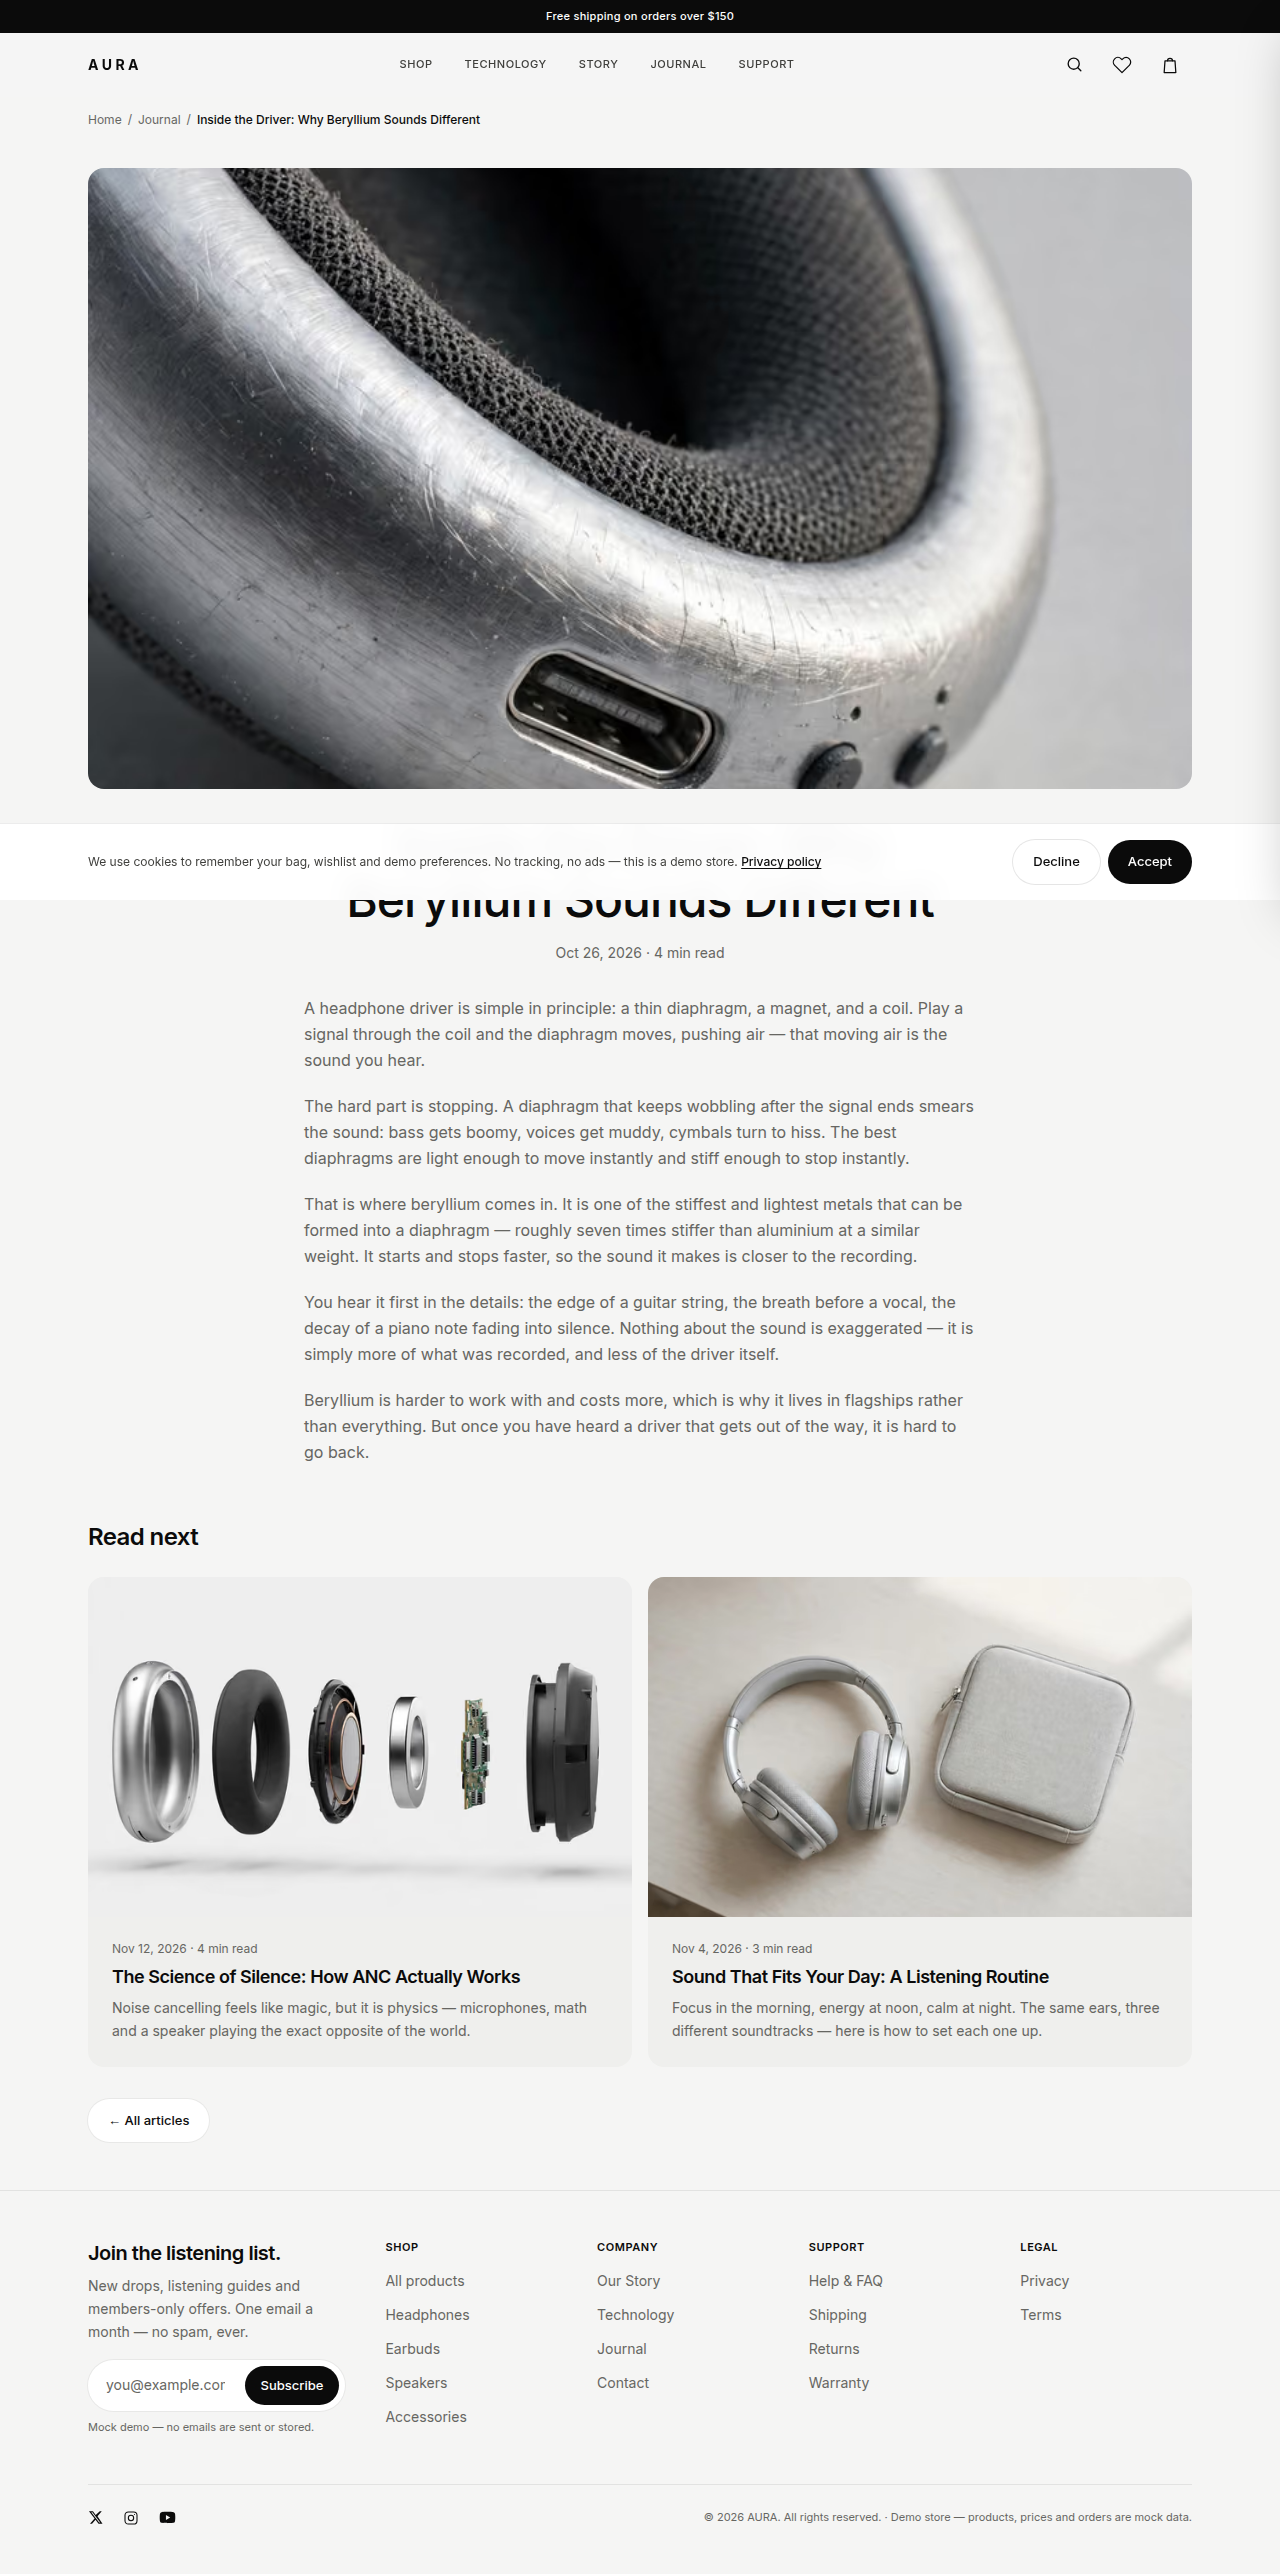 Free shipping on orders over $150
AURA
SHOP TECHNOLOGY STORY JOURNAL SUPPORT
Home / Journal / Inside the Driver: Why Beryllium Sounds Different
We use cookies to remember your bag, wishlist and demo preferences. No tracking, no ads — this is a demo store. Privacy policy
Decline
Accept
Beryllium Sounds Different
Oct 26, 2026 · 4 min read
A headphone driver is simple in principle: a thin diaphragm, a magnet, and a coil. Play a
signal through the coil and the diaphragm moves, pushing air — that moving air is the
sound you hear.
The hard part is stopping. A diaphragm that keeps wobbling after the signal ends smears
the sound: bass gets boomy, voices get muddy, cymbals turn to hiss. The best
diaphragms are light enough to move instantly and stiff enough to stop instantly.
That is where beryllium comes in. It is one of the stiffest and lightest metals that can be
formed into a diaphragm — roughly seven times stiffer than aluminium at a similar
weight. It starts and stops faster, so the sound it makes is closer to the recording.
You hear it first in the details: the edge of a guitar string, the breath before a vocal, the
decay of a piano note fading into silence. Nothing about the sound is exaggerated — it is
simply more of what was recorded, and less of the driver itself.
Beryllium is harder to work with and costs more, which is why it lives in flagships rather
than everything. But once you have heard a driver that gets out of the way, it is hard to
go back.
Read next
Nov 12, 2026 · 4 min read
The Science of Silence: How ANC Actually Works
Noise cancelling feels like magic, but it is physics — microphones, math
and a speaker playing the exact opposite of the world.
Nov 4, 2026 · 3 min read
Sound That Fits Your Day: A Listening Routine
Focus in the morning, energy at noon, calm at night. The same ears, three
different soundtracks — here is how to set each one up.
← All articles
Join the listening list.
New drops, listening guides and
members-only offers. One email a
month — no spam, ever.
you@example.cor
Subscribe
Mock demo — no emails are sent or stored.
SHOP
All products
Headphones
Earbuds
Speakers
Accessories
COMPANY
Our Story
Technology
Journal
Contact
SUPPORT
Help & FAQ
Shipping
Returns
Warranty
LEGAL
Privacy
Terms
© 2026 AURA. All rights reserved. · Demo store — products, prices and orders are mock data.